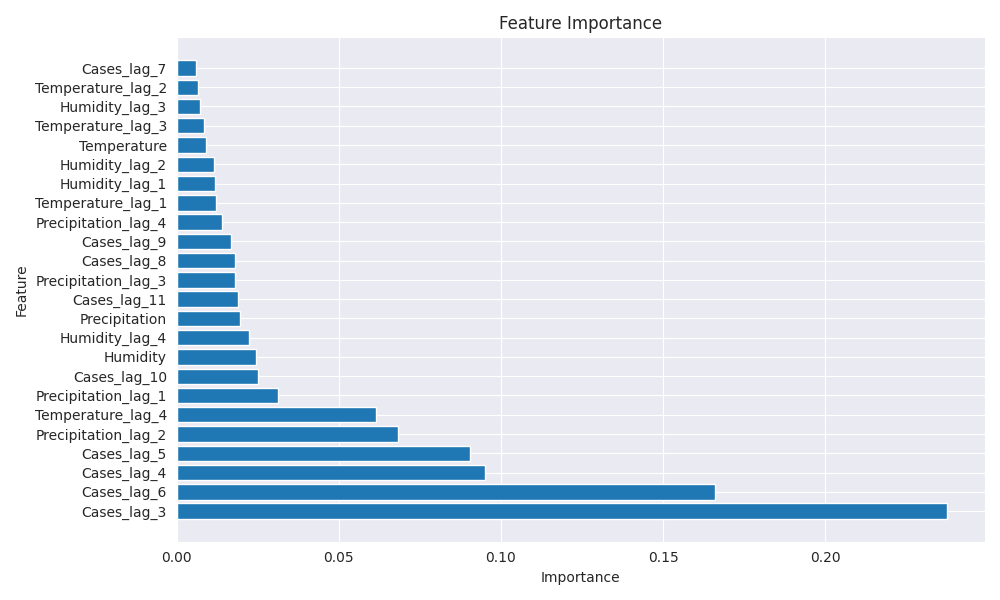 Feature Importance
Feature
Cases_lag_7
Temperature_lag_2
Humidity_lag_3
Temperature_lag_3
Temperature
Humidity_lag_2
Humidity_lag_1
Temperature_lag_1
Precipitation_lag_4
Cases_lag_9
Cases_lag_8
Precipitation_lag_3
Cases_lag_11
Precipitation
Humidity_lag_4
Humidity
Cases_lag_10
Precipitation_lag_1
Temperature_lag_4
Precipitation_lag_2
Cases_lag_5
Cases_lag_4
Cases_lag_6
Cases_lag_3
0.00 0.05 0.10 0.15 0.20
Importance